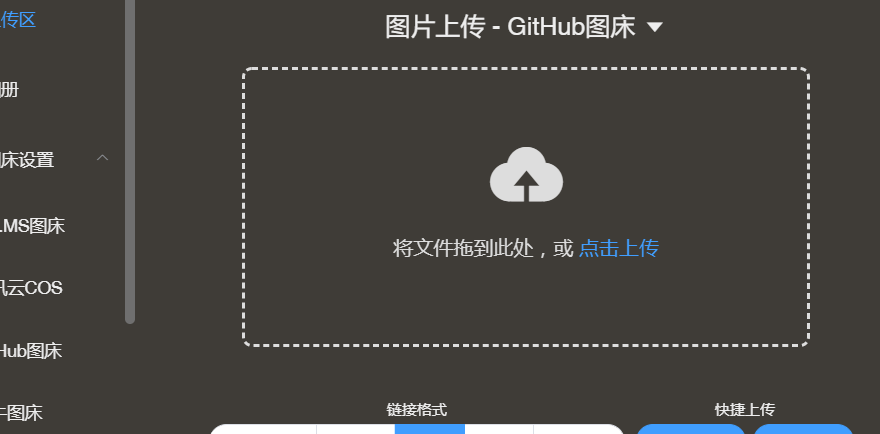 传区
图片上传 - GitHub图床
册
床设置
.MS图床
将文件拖到此处，或 点击上传
讯云COS
Hub图床
牛图床
链接格式
快捷上传